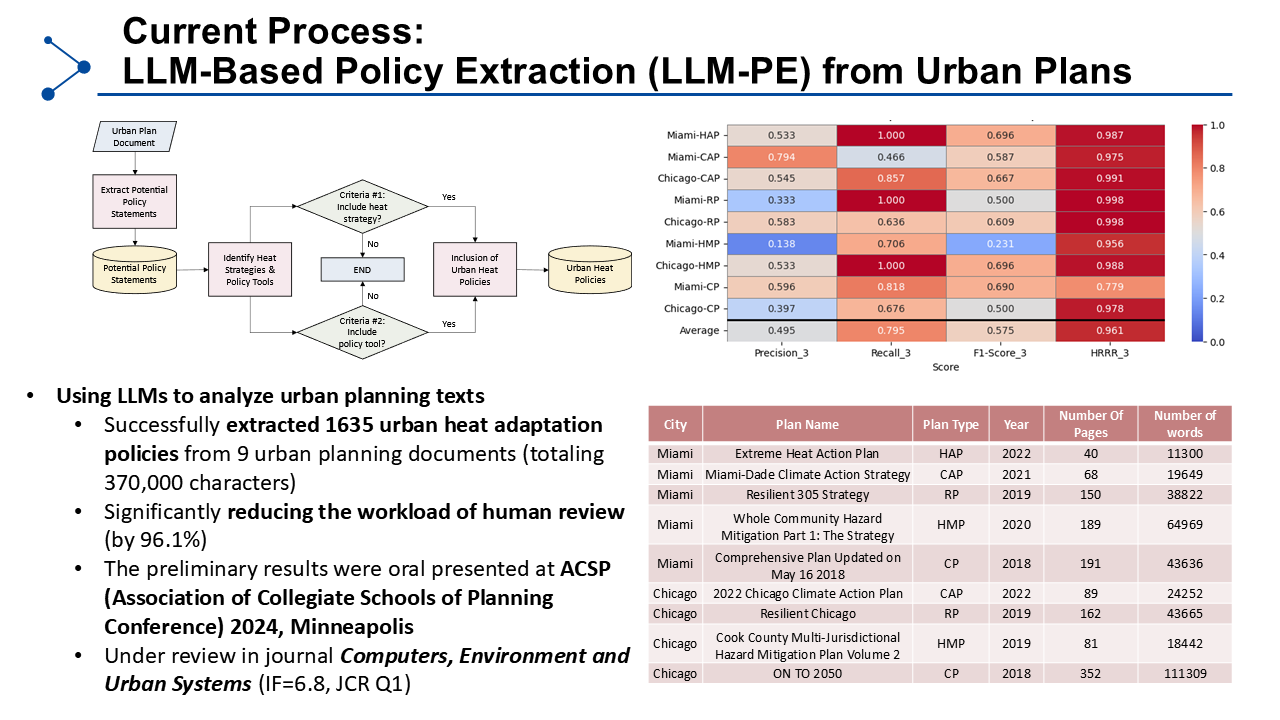 Current Process:
LLM-Based Policy Extraction (LLM-PE) from Urban Plans
Urban Plan
Document
Extract Potential
Policy
Statements
Potential Policy
Statements
Identify Heat
Strategies &
Policy Tools
Criteria #1:
Include heat
strategy?
Yes
No
END
No
Criteria #2:
Include
policy tool?
Yes
Inclusion of
Urban Heat
Policies
Urban Heat
Policies
Miami-HAP 0.533 1.000 0.696 0.987
Miami-CAP 0.794 0.466 0.587 0.975
Chicago-CAP 0.545 0.857 0.667 0.991
Miami-RP 0.333 1.000 0.500 0.998
Chicago-RP 0.583 0.636 0.609 0.998
Miami-HMP 0.138 0.706 0.231 0.956
Chicago-HMP 0.533 1.000 0.696 0.988
Miami-CP 0.596 0.818 0.690 0.779
Chicago-CP 0.397 0.676 0.500 0.978
Average 0.495 0.795 0.575 0.961
Precision_3 Recall_3 F1-Score_3 HRRR_3
Score
1.0
0.8
0.6
0.4
0.2
0.0
• Using LLMs to analyze urban planning texts
• Successfully extracted 1635 urban heat adaptation
policies from 9 urban planning documents (totaling
370,000 characters)
• Significantly reducing the workload of human review
(by 96.1%)
• The preliminary results were oral presented at ACSP
(Association of Collegiate Schools of Planning
Conference) 2024, Minneapolis
• Under review in journal Computers, Environment and
Urban Systems (IF=6.8, JCR Q1)
City Plan Name Plan Type Year Number Of Pages Number of words
Miami Extreme Heat Action Plan HAP 2022 40 11300
Miami Miami-Dade Climate Action Strategy CAP 2021 68 19649
Miami Resilient 305 Strategy RP 2019 150 38822
Miami Whole Community Hazard Mitigation Part 1: The Strategy HMP 2020 189 64969
Miami Comprehensive Plan Updated on May 16 2018 CP 2018 191 43636
Chicago 2022 Chicago Climate Action Plan CAP 2022 89 24252
Chicago Resilient Chicago RP 2019 162 43665
Chicago Cook County Multi-Jurisdictional Hazard Mitigation Plan Volume 2 HMP 2019 81 18442
Chicago ON TO 2050 CP 2018 352 111309